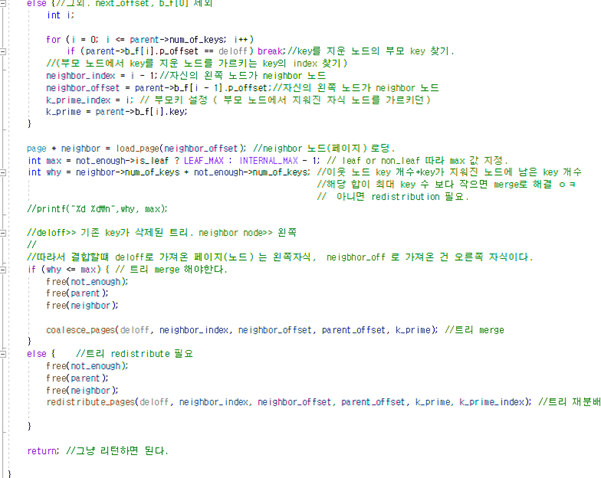 else {//그외. next_offset, b_f[0] 제외
int i;
for (i = 0; i <= parent->num_of_keys; i++)
if (parent->b_f[i].p_offset == deloff) break;//key를 지운 노드의 부모 key 찾기.
//(부모 노드에서 key를 지운 노드를 가르키는 key의 index 찾기)
neighbor_index = i - 1;//자신의 왼쪽 노드가 neighbor 노드
neighbor_offset = parent->b_f[i - 1].p_offset;//자신의 왼쪽 노드가 neighbor 노드
k_prime_index = i; // 부모키 설정 ( 부모 노드에서 지워진 자식 노드를 가르키던)
k_prime = parent->b_f[i].key;
}
page * neighbor = load_page(neighbor_offset); //neighbor 노드(페이지) 로딩.
int max = not_enough->is_leaf ? LEAF_MAX : INTERNAL_MAX - 1; // leaf or non_leaf 따라 max 값 지정.
int why = neighbor->num_of_keys + not_enough->num_of_keys; //이웃 노드 key 개수+key가 지워진 노드에 남은 key 개수
//해당 합이 최대 key 수 보다 작으면 merge로 해결 ㅇㅋ
// 아니면 redistribution 필요.
//printf("%d %d\n",why, max);
//deloff>> 기존 key가 삭제된 트리. neighbor node>> 왼쪽
//
//따라서 결합할때 deloff로 가져온 페이지(노드) 는 왼쪽자식, neigbhor_off 로 가져온 건 오른쪽 자식이다.
if (why <= max) { // 트리 merge 해야한다.
free(not_enough);
free(parent);
free(neighbor);
coalesce_pages(deloff, neighbor_index, neighbor_offset, parent_offset, k_prime); //트리 merge
}
else { //트리 redistribute 필요
free(not_enough);
free(parent);
free(neighbor);
redistribute_pages(deloff, neighbor_index, neighbor_offset, parent_offset, k_prime, k_prime_index); //트리 재분배
}
return; //그냥 리턴하면 된다.
}